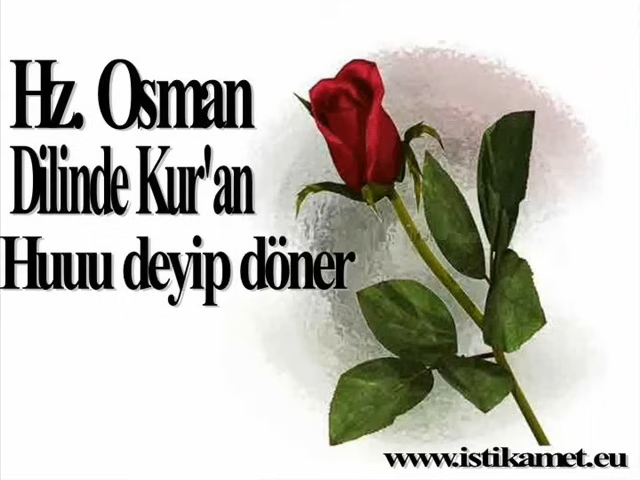 Hz. Osman
Dilinde Kur'an
Huuu deyip döner
www.istikamet.eu